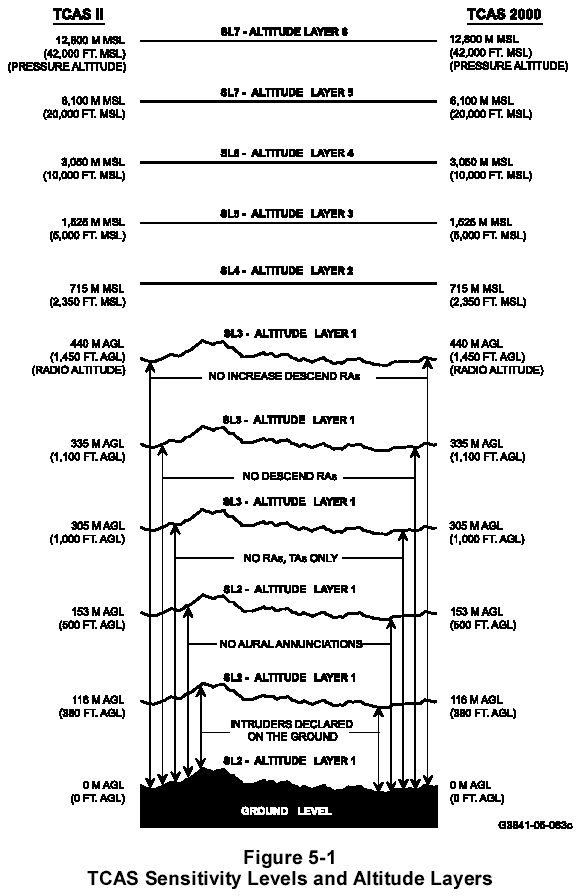 TCAS II
TCAS 2000
SL7 - ALTITUDE LAYER 6
12,800 M MSL
(42,000 FT. MSL)
(PRESSURE ALTITUDE)
12,800 M MSL
(42,000 FT. MSL)
(PRESSURE ALTITUDE)
SL7 - ALTITUDE LAYER 5
6,100 M MSL
(20,000 FT. MSL)
6,100 M MSL
(20,000 FT. MSL)
SL6 - ALTITUDE LAYER 4
3,050 M MSL
(10,000 FT. MSL)
3,050 M MSL
(10,000 FT. MSL)
SL5 - ALTITUDE LAYER 3
1,525 M MSL
(5,000 FT. MSL)
1,525 M MSL
(5,000 FT. MSL)
SL4 - ALTITUDE LAYER 2
715 M MSL
(2,350 FT. MSL)
715 M MSL
(2,350 FT. MSL)
SL3 - ALTITUDE LAYER 1
440 M AGL
(1,450 FT. AGL)
(RADIO ALTITUDE)
440 M AGL
(1,450 FT. AGL)
(RADIO ALTITUDE)
NO INCREASE DESCEND RAs
SL3 - ALTITUDE LAYER 1
335 M AGL
(1,100 FT. AGL)
335 M AGL
(1,100 FT. AGL)
NO DESCEND RAs
SL3 - ALTITUDE LAYER 1
305 M AGL
(1,000 FT. AGL)
305 M AGL
(1,000 FT. AGL)
NO RAs, TAs ONLY
SL2 - ALTITUDE LAYER 1
153 M AGL
(500 FT. AGL)
153 M AGL
(500 FT. AGL)
NO AURAL ANNUNCIATIONS
SL2 - ALTITUDE LAYER 1
116 M AGL
(380 FT. AGL)
116 M AGL
(380 FT. AGL)
INTRUDERS DECLARED
ON THE GROUND
SL2 - ALTITUDE LAYER 1
0 M AGL
(0 FT. AGL)
0 M AGL
(0 FT. AGL)
GROUND LEVEL
Figure 5-1
TCAS Sensitivity Levels and Altitude Layers